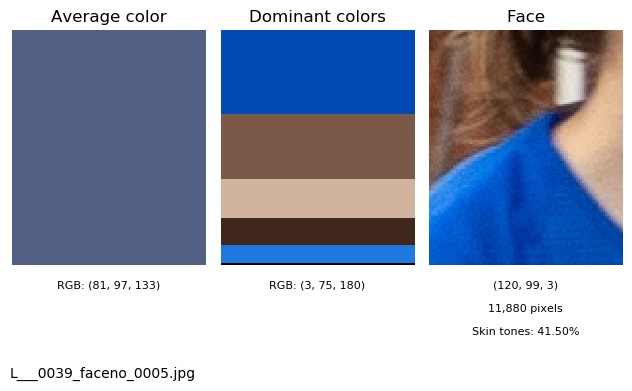 Average color
Dominant colors
Face
RGB: (81, 97, 133)
RGB: (3, 75, 180)
(120, 99, 3)
11,880 pixels
Skin tones: 41.50%
L___0039_faceno_0005.jpg